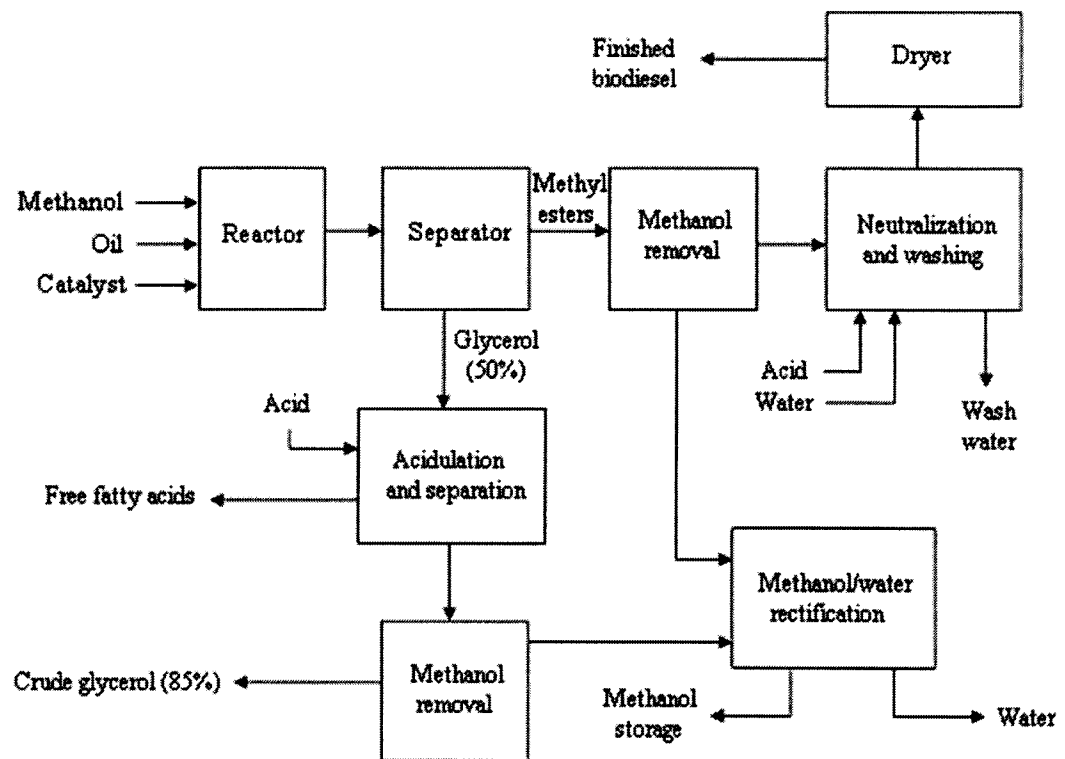 Finished
biodiesel
Dryer
Methanol
Oil
Catalyst
Reactor
Separator
Methyl
esters
Methanol
removal
Neutralization
and washing
Glycerol
(50%)
Acid
Water
Wash
water
Acid
Acidulation
and separation
Free fatty acids
Methanol/water
rectification
Crude glycerol (85%)
Methanol
removal
Methanol
storage
Water